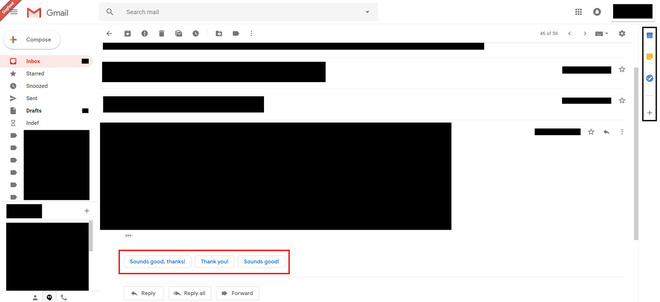 Gmail
Search mail
Compose
46 of 56
Inbox
Starred
Snoozed
Sent
Drafts
Indef
Sounds good, thanks!
Thank you!
Sounds good!
Reply
Reply all
Forward